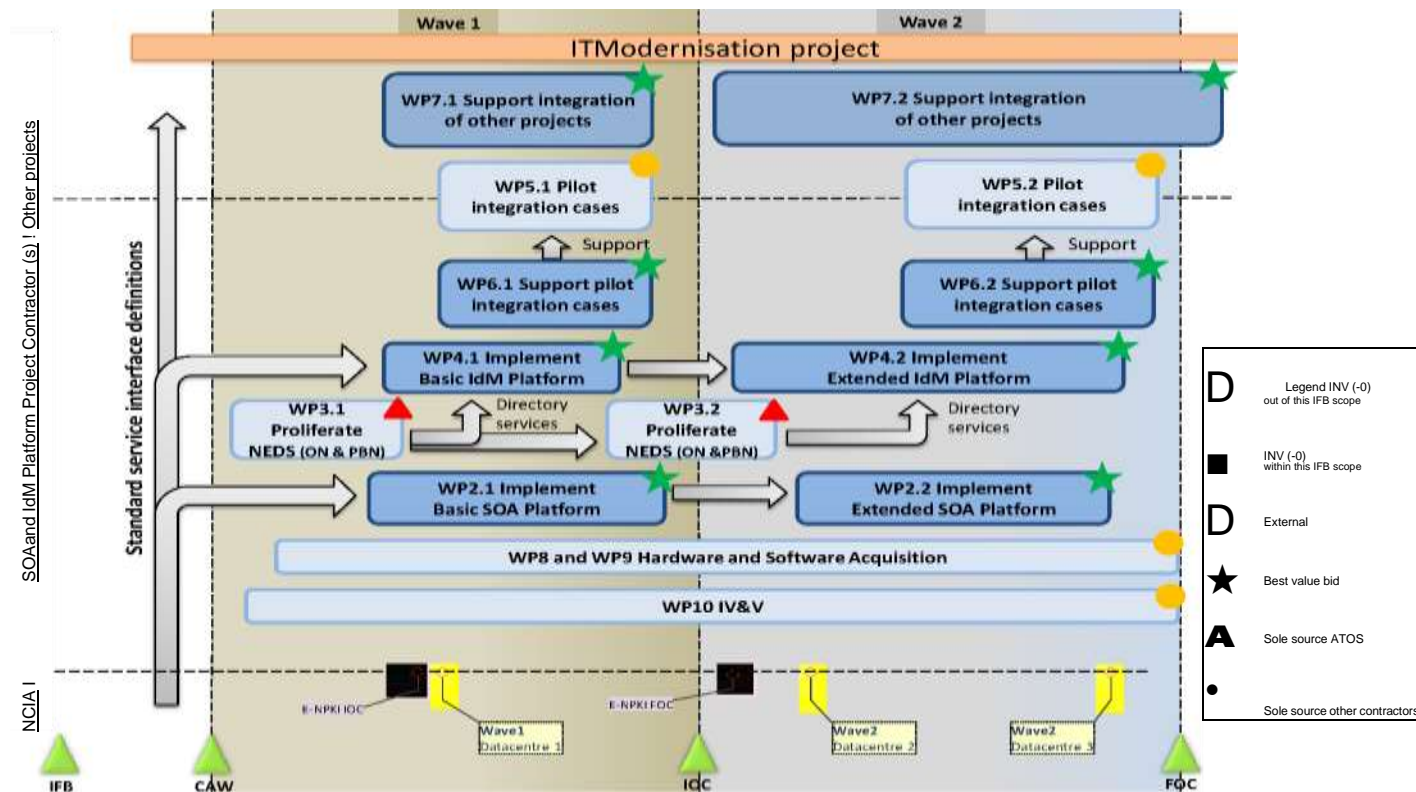 Wave 1
Wave 2
ITModernisation project
WP7.1 Support integration
of other projects
WP7.2 Support integration
of other projects
WP5.1 Pilot
integration cases
WP5.2 Pilot
integration cases
Support
Support
WP6.1 Support pilot
integration cases
WP6.2 Support pilot
integration cases
WP4.1 Implement
Basic IdM Platform
WP4.2 Implement
Extended IdM Platform
WP3.1
Proliferate
NEDS (ON & PBN)
Directory
services
WP3.2
Proliferate
NEDS (ON &PBN)
Directory
services
WP2.1 Implement
Basic SOA Platform
WP2.2 Implement
Extended SOA Platform
WP8 and WP9 Hardware and Software Acquisition
WP10 IV&V
E-NPKI IOC
E-NPKI FOC
Wave1
Datacentre 1
Wave2
Datacentre 2
Wave2
Datacentre 3
IFB
CAW
IOC
FOC
Standard service interface definitions
SOAand IdM Platform Project Contractor (s) ! Other projects
NCIA I
D
Legend INV (-0)
out of this IFB scope
INV (-0)
within this IFB scope
D
External
Best value bid
A
Sole source ATOS
Sole source other contractors